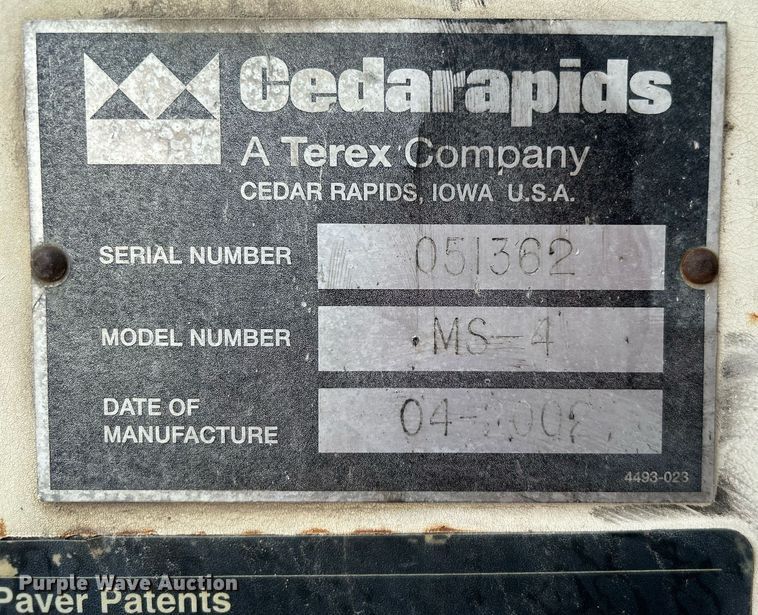 Cedarapids
A Terex Company
CEDAR RAPIDS, IOWA U.S.A.
SERIAL NUMBER 051362
MODEL NUMBER MS-4
DATE OF
MANUFACTURE
4493-023
Purple Wave Auction
Paver Patents